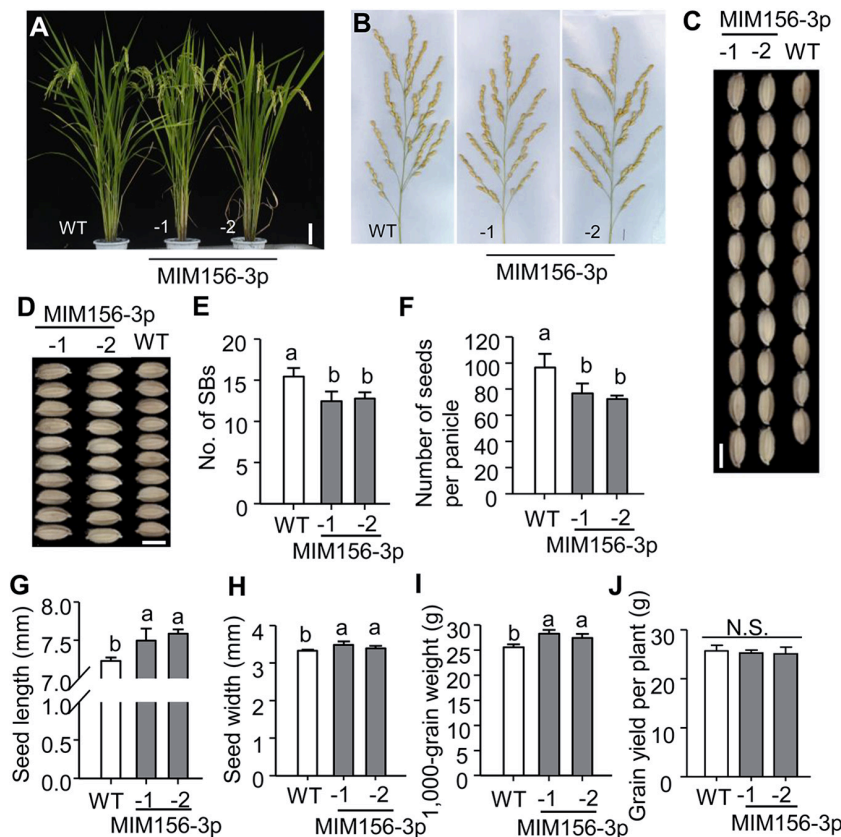 A
WT
-1
-2
MIM156-3p
B
WT
-1
-2
MIM156-3p
C
MIM156-3p
-1 -2 WT
D
MIM156-3p
-1 -2 WT
E
No. of SBs
20
15
10
5
0
a
b
b
WT -1 -2
MIM156-3p
F
Number of seeds
per panicle
120
100
80
60
40
20
0
a
b
b
WT -1 -2
MIM156-3p
G
Seed length (mm)
8.0
7.5
7.0
1.0
0.5
0.0
b
a
a
WT -1 -2
MIM156-3p
H
Seed width (mm)
4
3
2
1
0
b
a
a
WT -1 -2
MIM156-3p
I
1,000-grain weight (g)
30
25
20
15
10
5
0
b
a
a
WT -1 -2
MIM156-3p
J
Grain yield per plant (g)
30
20
10
0
N.S.
WT -1 -2
MIM156-3p